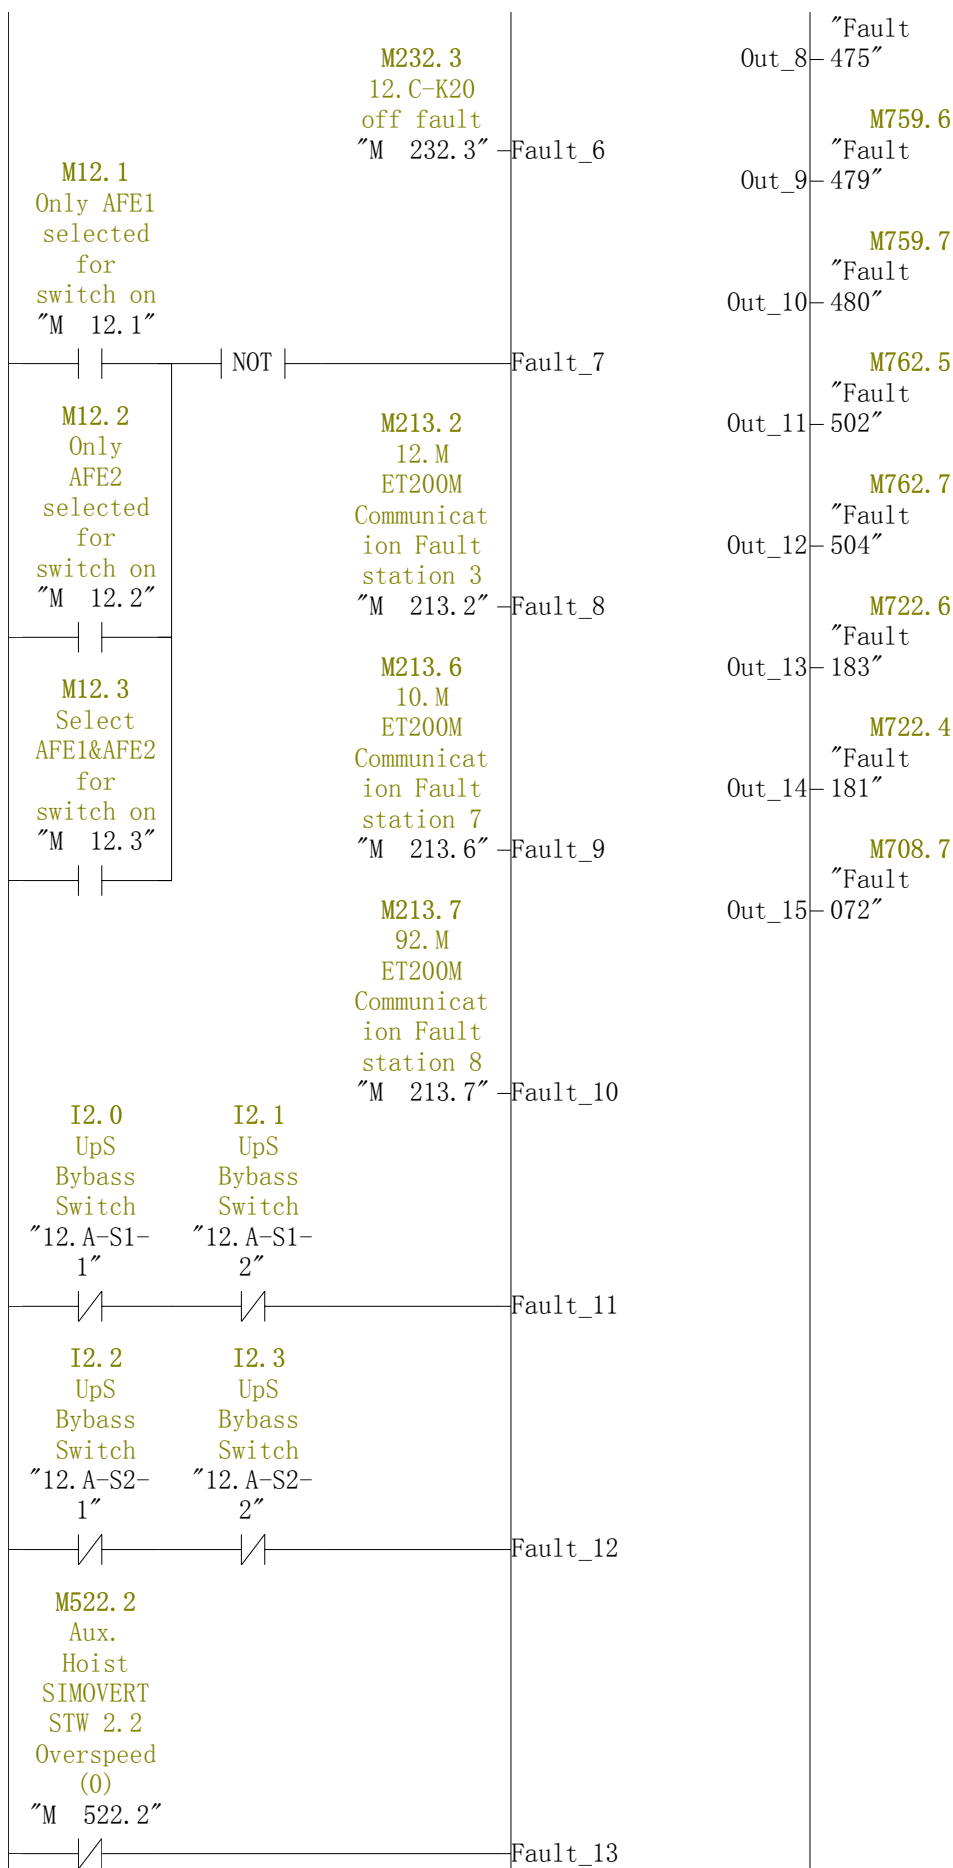 "Fault
Out_8 475"
M232.3
12.C-K20
off fault
"M  232.3" Fault_6
M759.6
"Fault
Out_9 479"
M12.1
Only AFE1
selected
for
switch on
"M  12.1"
M759.7
"Fault
Out_10 480"
NOT Fault_7
M762.5
"Fault
Out_11 502"
M12.2
Only
AFE2
selected
for
switch on
"M  12.2"
M213.2
12.M
ET200M
Communicat
ion Fault
station 3
"M  213.2" Fault_8
M762.7
"Fault
Out_12 504"
M722.6
"Fault
Out_13 183"
M12.3
Select
AFE1&AFE2
for
switch on
"M  12.3"
M213.6
10.M
ET200M
Communicat
ion Fault
station 7
"M  213.6" Fault_9
M722.4
"Fault
Out_14 181"
M708.7
"Fault
Out_15 072"
M213.7
92.M
ET200M
Communicat
ion Fault
station 8
"M  213.7" Fault_10
I2.0
UpS
Bybass
Switch
"12.A-S1-
1"
I2.1
UpS
Bybass
Switch
"12.A-S1-
2"
Fault_11
I2.2
UpS
Bybass
Switch
"12.A-S2-
1"
I2.3
UpS
Bybass
Switch
"12.A-S2-
2"
Fault_12
M522.2
Aux.
Hoist
SIMOVERT
STW 2.2
Overspeed
(0)
"M  522.2"
Fault_13